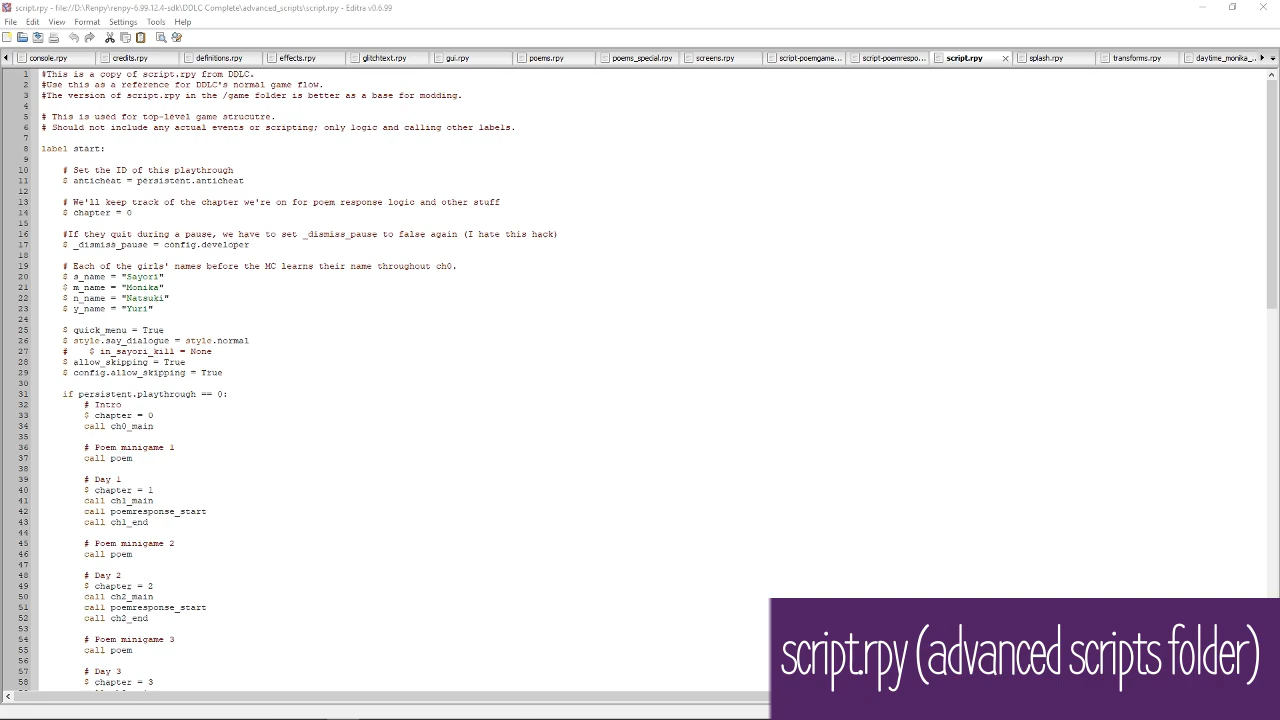 script.rpy - file://D:\Renpy\renpy-6.99.12.4-sdk\DDLC Complete\advanced_scripts\script.rpy - Editra v0.6.99
File Edit View Format Settings Tools Help
console.rpy credits.rpy definitions.rpy effects.rpy glitchtext.rpy gui.rpy poems.rpy poems_special.rpy screens.rpy script-poemgame... script-poemrespo... script.rpy splash.rpy transforms.rpy daytime_monika_...
1 #This is a copy of script.rpy from DDLC.
2 #Use this as a reference for DDLC's normal game flow.
3 #The version of script.rpy in the /game folder is better as a base for modding.
4
5 # This is used for top-level game strucutre.
6 # Should not include any actual events or scripting; only logic and calling other labels.
7
8 label start:
9
10 # Set the ID of this playthrough
11 $ anticheat = persistent.anticheat
12
13 # We'll keep track of the chapter we're on for poem response logic and other stuff
14 $ chapter = 0
15
16 #If they quit during a pause, we have to set _dismiss_pause to false again (I hate this hack)
17 $ _dismiss_pause = config.developer
18
19 # Each of the girls' names before the MC learns their name throughout ch0.
20 $ s_name = "Sayori"
21 $ m_name = "Monika"
22 $ n_name = "Natsuki"
23 $ y_name = "Yuri"
24
25 $ quick_menu = True
26 $ style.say_dialogue = style.normal
27 # $ in_sayori_kill = None
28 $ allow_skipping = True
29 $ config.allow_skipping = True
30
31 if persistent.playthrough == 0:
32 # Intro
33 $ chapter = 0
34 call ch0_main
35
36 # Poem minigame 1
37 call poem
38
39 # Day 1
40 $ chapter = 1
41 call ch1_main
42 call poemresponse_start
43 call ch1_end
44
45 # Poem minigame 2
46 call poem
47
48 # Day 2
49 $ chapter = 2
50 call ch2_main
51 call poemresponse_start
52 call ch2_end
53
54 # Poem minigame 3
55 call poem
56
57 # Day 3
58 $ chapter = 3
script.rpy (advanced scripts folder)